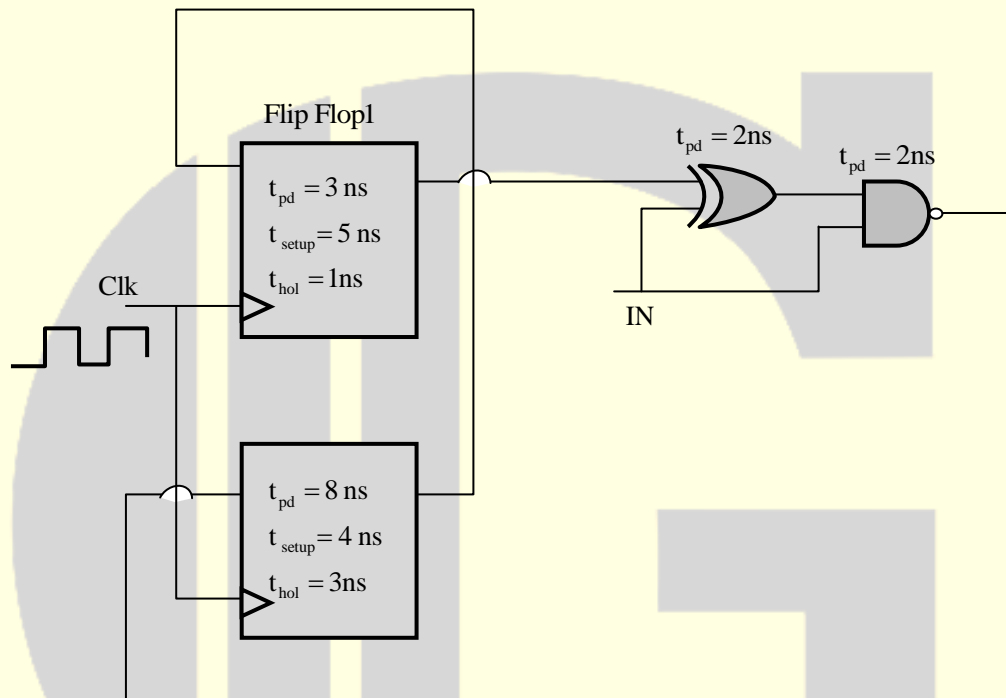 Flip Flop1
t_pd = 2ns
t_pd = 2ns
t_pd = 3 ns
t_setup = 5 ns
t_hol = 1ns
Clk
IN
t_pd = 8 ns
t_setup = 4 ns
t_hol = 3ns